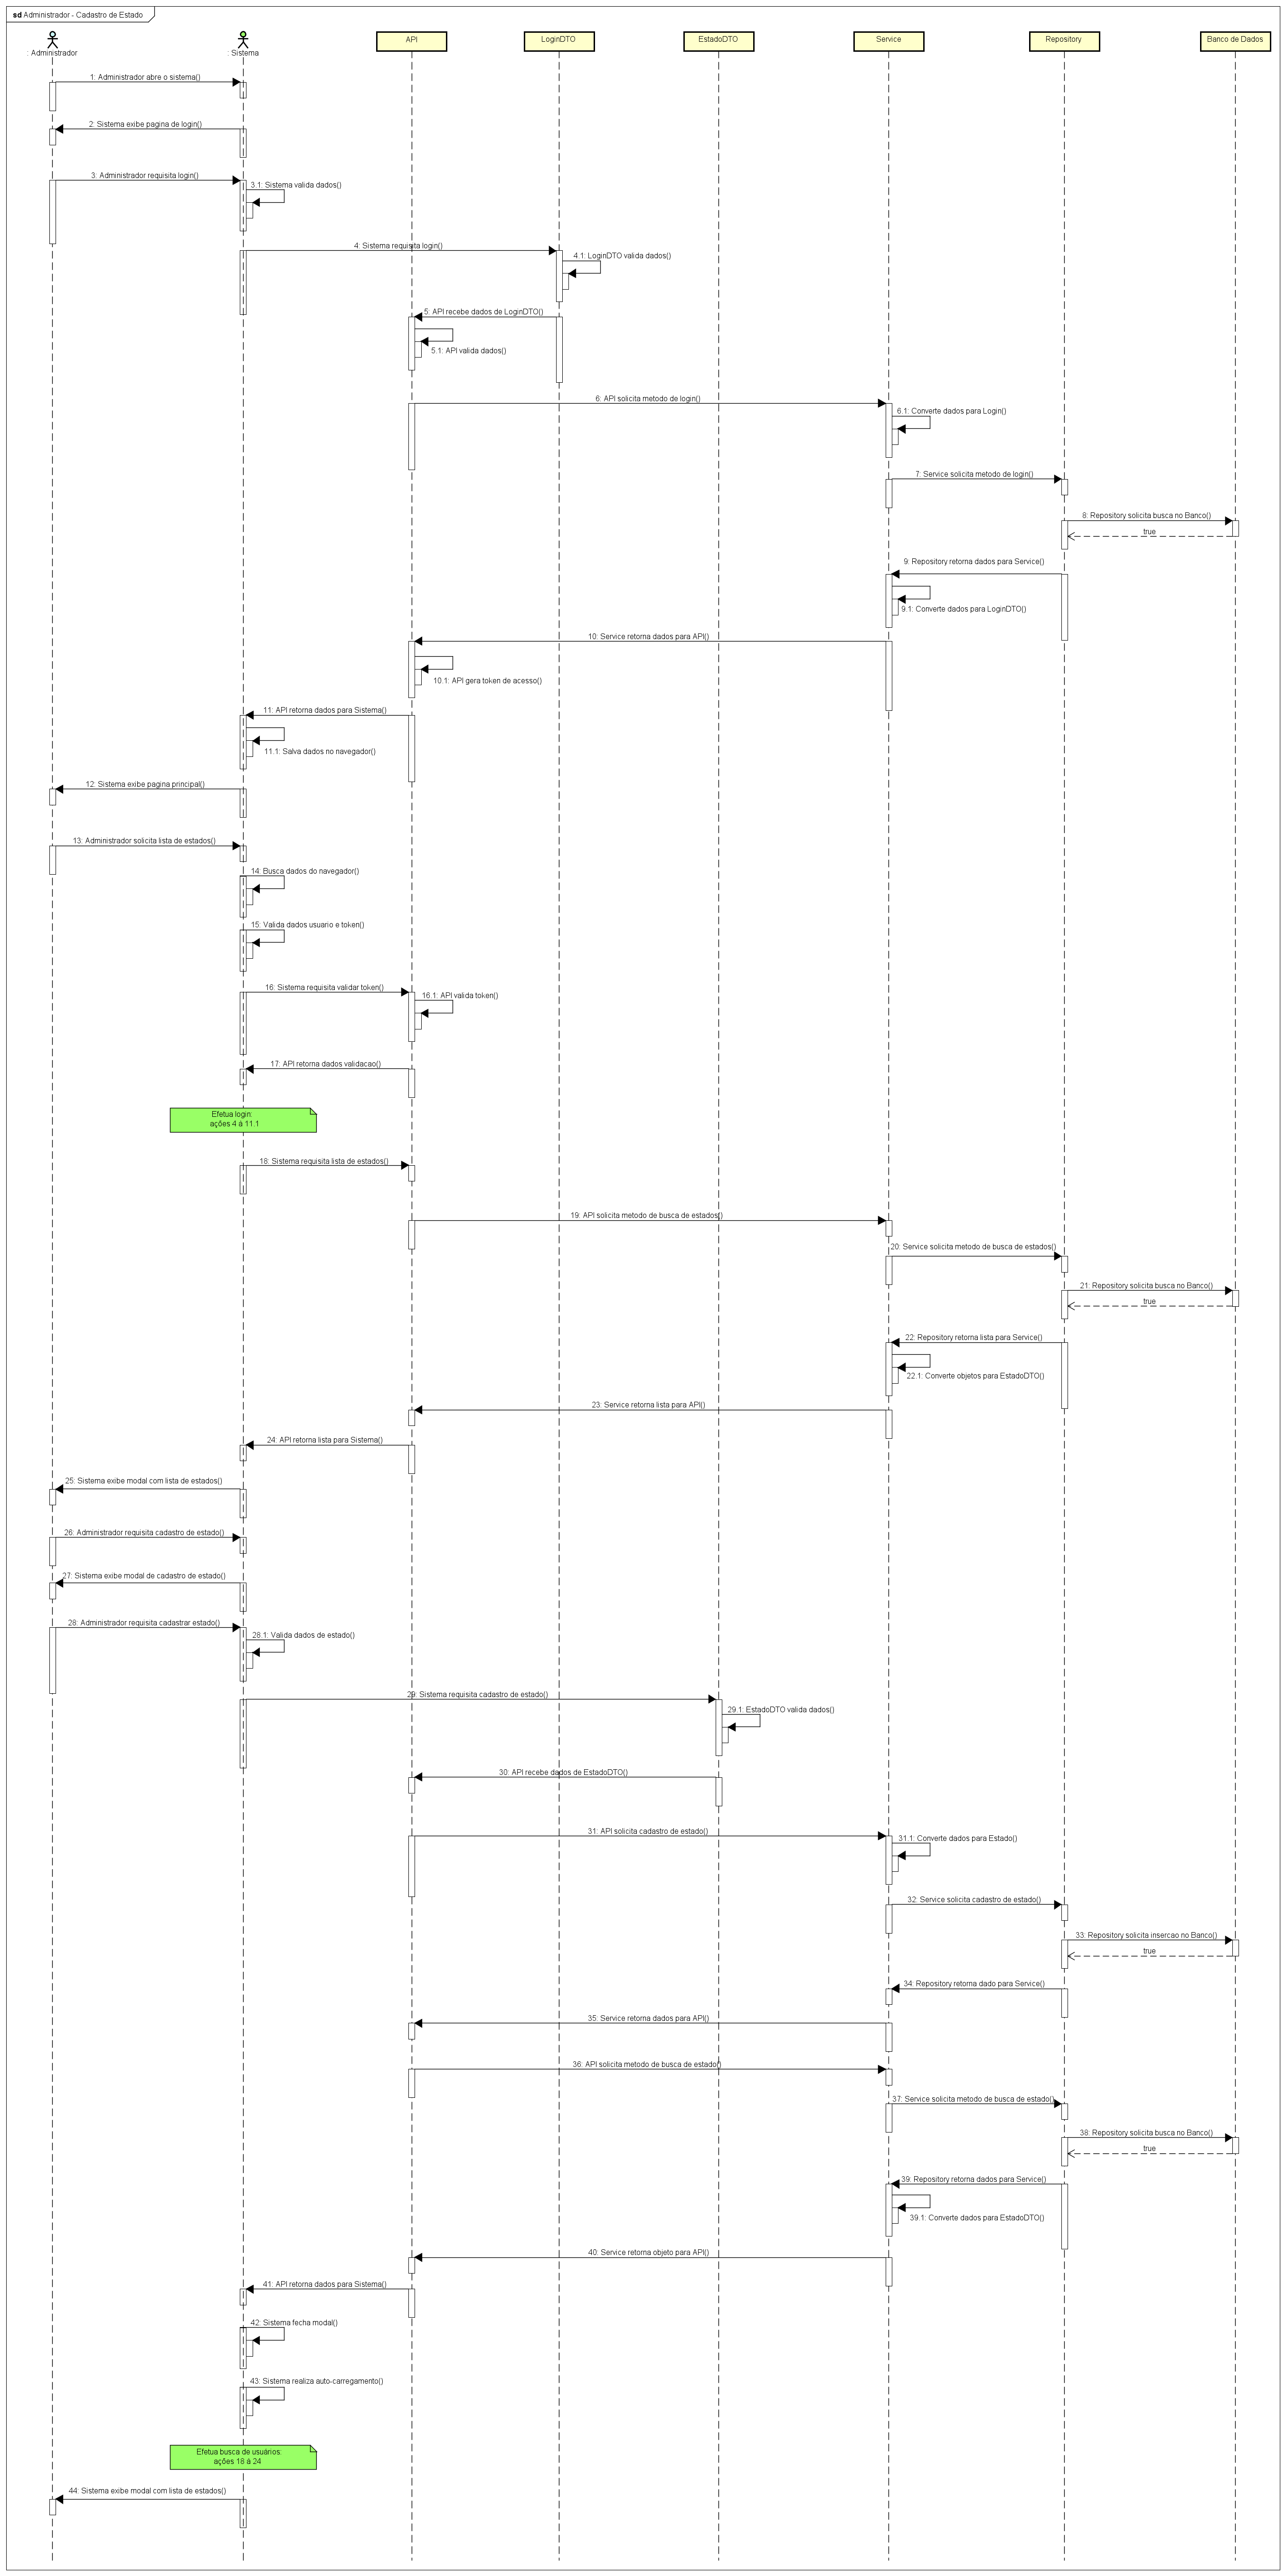 sd Administrador - Cadastro de Estado
: Administrador
: Sistema
API
LoginDTO
EstadoDTO
Service
Repository
Banco de Dados
1: Administrador abre o sistema()
2: Sistema exibe pagina de login()
3: Administrador requisita login()
3.1: Sistema valida dados()
4: Sistema requisita login()
4.1: LoginDTO valida dados()
5: API recebe dados de LoginDTO()
5.1: API valida dados()
6: API solicita metodo de login()
6.1: Converte dados para Login()
7: Service solicita metodo de login()
8: Repository solicita busca no Banco()
true
9: Repository retorna dados para Service()
9.1: Converte dados para LoginDTO()
10: Service retorna dados para API()
10.1: API gera token de acesso()
11: API retorna dados para Sistema()
11.1: Salva dados no navegador()
12: Sistema exibe pagina principal()
13: Administrador solicita lista de estados()
14: Busca dados do navegador()
15: Valida dados usuario e token()
16: Sistema requisita validar token()
16.1: API valida token()
17: API retorna dados validacao()
Efetua login:
ações 4 à 11.1
18: Sistema requisita lista de estados()
19: API solicita metodo de busca de estados()
20: Service solicita metodo de busca de estados()
21: Repository solicita busca no Banco()
true
22: Repository retorna lista para Service()
22.1: Converte objetos para EstadoDTO()
23: Service retorna lista para API()
24: API retorna lista para Sistema()
25: Sistema exibe modal com lista de estados()
26: Administrador requisita cadastro de estado()
27: Sistema exibe modal de cadastro de estado()
28: Administrador requisita cadastrar estado()
28.1: Valida dados de estado()
29: Sistema requisita cadastro de estado()
29.1: EstadoDTO valida dados()
30: API recebe dados de EstadoDTO()
31: API solicita cadastro de estado()
31.1: Converte dados para Estado()
32: Service solicita cadastro de estado()
33: Repository solicita insercao no Banco()
true
34: Repository retorna dado para Service()
35: Service retorna dados para API()
36: API solicita metodo de busca de estado()
37: Service solicita metodo de busca de estado()
38: Repository solicita busca no Banco()
true
39: Repository retorna dados para Service()
39.1: Converte dados para EstadoDTO()
40: Service retorna objeto para API()
41: API retorna dados para Sistema()
42: Sistema fecha modal()
43: Sistema realiza auto-carregamento()
Efetua busca de usuários:
ações 18 à 24
44: Sistema exibe modal com lista de estados()